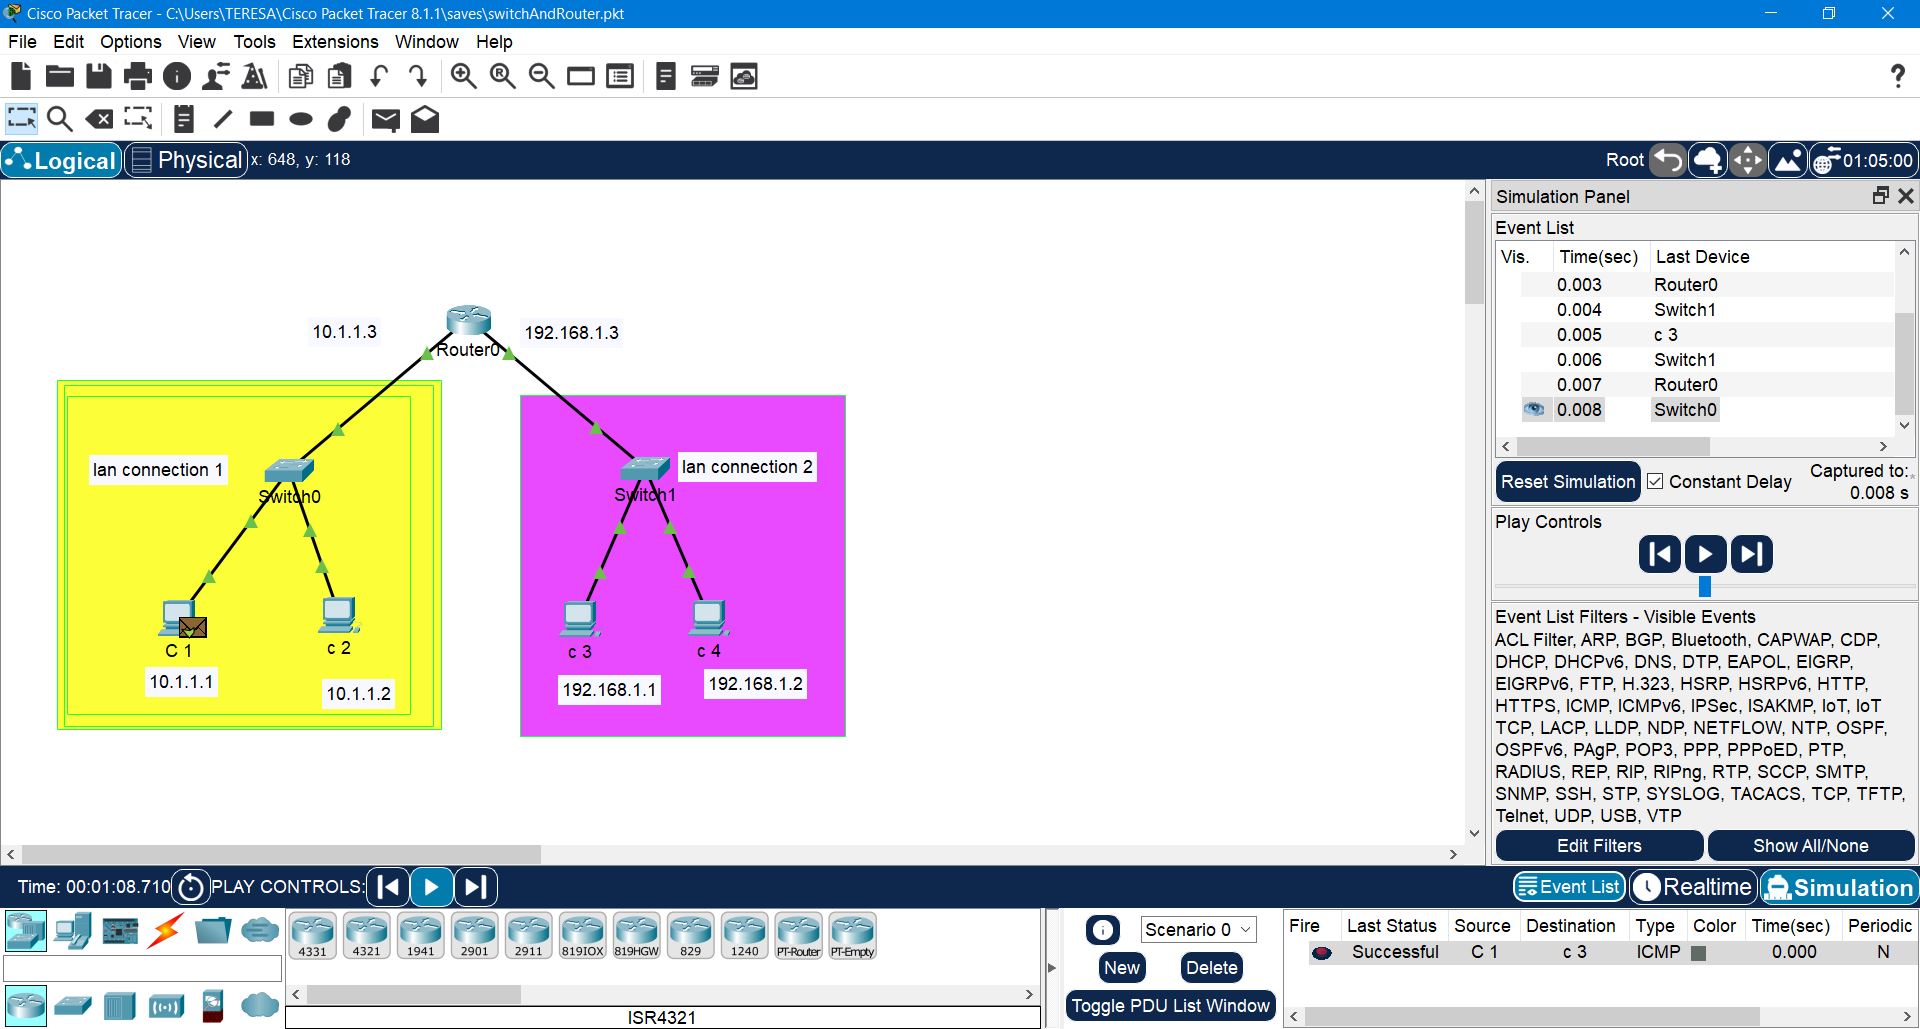 Cisco Packet Tracer - C:\Users\TERESA\Cisco Packet Tracer 8.1.1\saves\switchAndRouter.pkt
File Edit Options View Tools Extensions Window Help
?
Logical Physical x: 648, y: 118
Root 01:05:00
Simulation Panel
Event List
Vis. Time(sec) Last Device
0.003 Router0
0.004 Switch1
0.005 c 3
0.006 Switch1
0.007 Router0
0.008 Switch0
Reset Simulation Constant Delay Captured to:
0.008 s
Play Controls
Event List Filters - Visible Events
ACL Filter, ARP, BGP, Bluetooth, CAPWAP, CDP,
DHCP, DHCPv6, DNS, DTP, EAPOL, EIGRP,
EIGRPv6, FTP, H.323, HSRP, HSRPv6, HTTP,
HTTPS, ICMP, ICMPv6, IPSec, ISAKMP, IoT, IoT
TCP, LACP, LLDP, NDP, NETFLOW, NTP, OSPF,
OSPFv6, PAgP, POP3, PPP, PPPoED, PTP,
RADIUS, REP, RIP, RIPng, RTP, SCCP, SMTP,
SNMP, SSH, STP, SYSLOG, TACACS, TCP, TFTP,
Telnet, UDP, USB, VTP
Edit Filters Show All/None
10.1.1.3 192.168.1.3
Router0
lan connection 1
Switch0
lan connection 2
Switch1
C 1
c 2
10.1.1.1
10.1.1.2
c 3
c 4
192.168.1.1
192.168.1.2
Time: 00:01:08.710 PLAY CONTROLS:
Event List Realtime Simulation
4331 4321 1941 2901 2911 819IOX 819HGW 829 1240 PT-Router PT-Empty
ISR4321
Scenario 0
New Delete
Toggle PDU List Window
Fire Last Status Source Destination Type Color Time(sec) Periodic
Successful C 1 c 3 ICMP 0.000 N